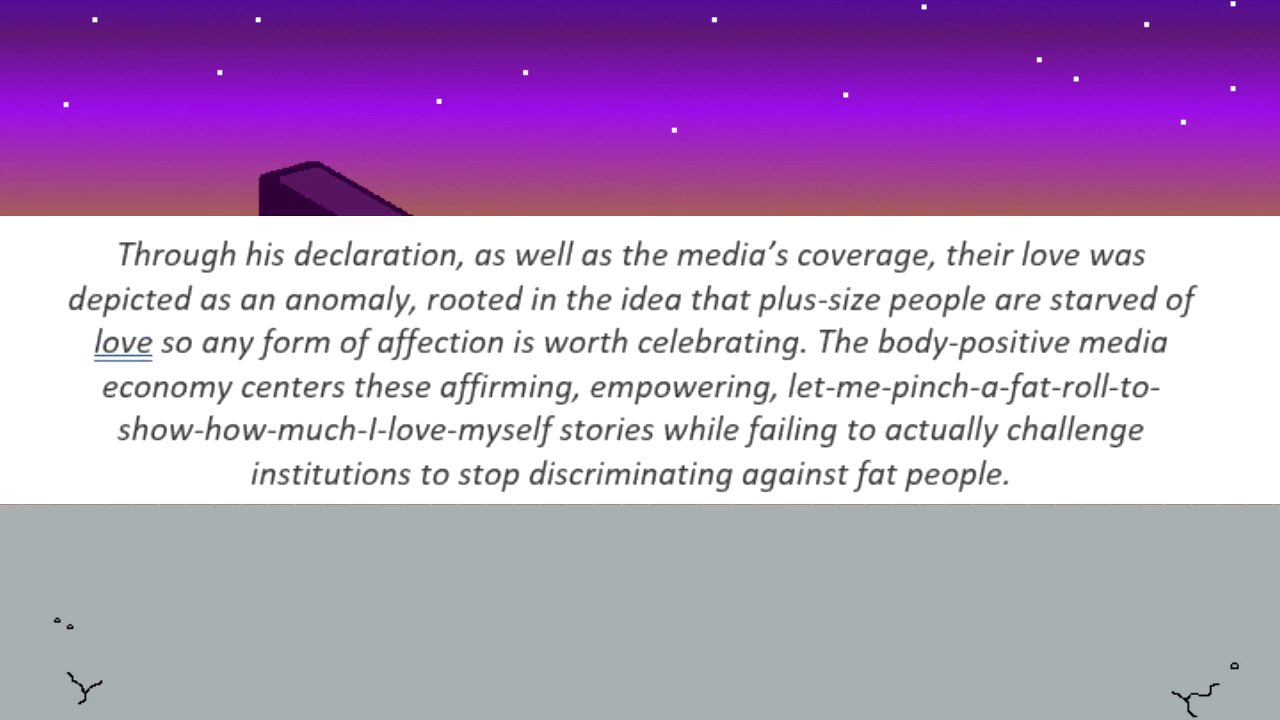 Through his declaration, as well as the media’s coverage, their love was
depicted as an anomaly, rooted in the idea that plus-size people are starved of
love so any form of affection is worth celebrating. The body-positive media
economy centers these affirming, empowering, let-me-pinch-a-fat-roll-to-
show-how-much-I-love-myself stories while failing to actually challenge
institutions to stop discriminating against fat people.